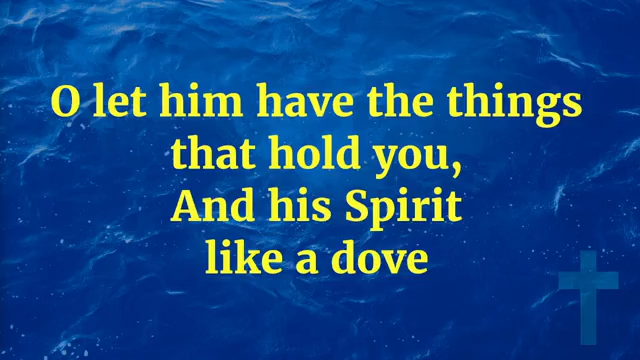 O let him have the things
that hold you,
And his Spirit
like a dove